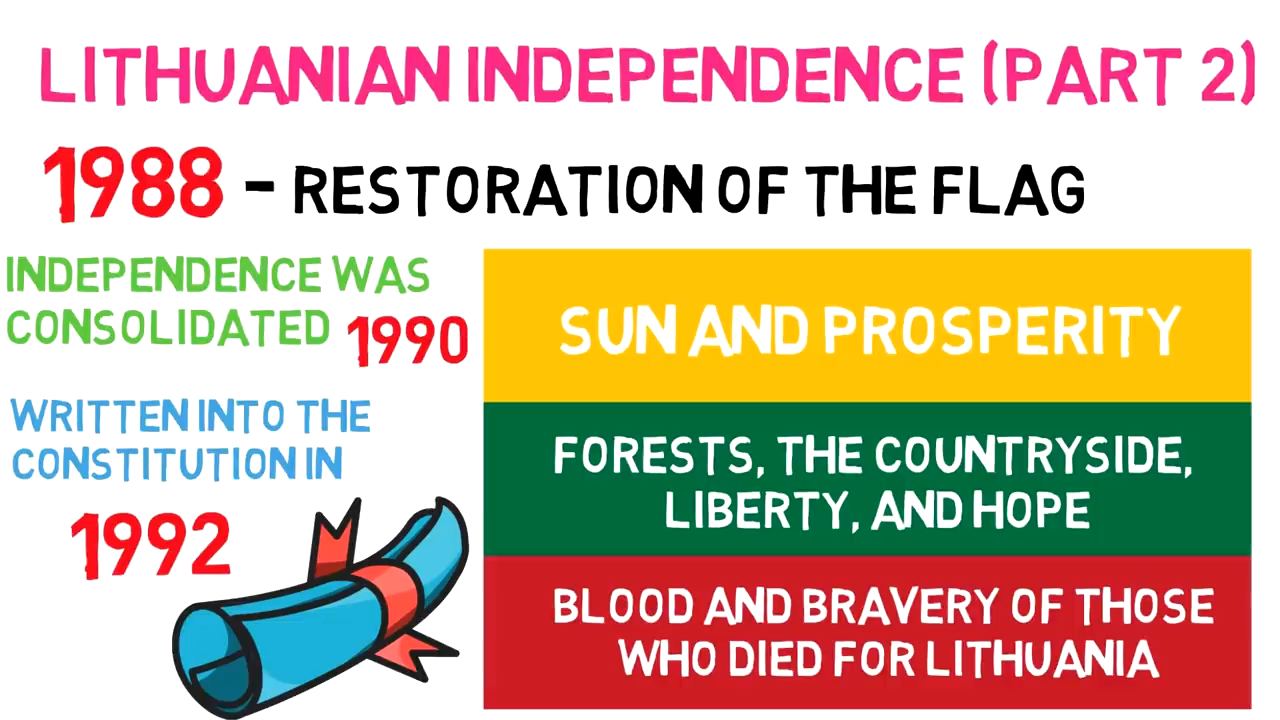 LITHUANIAN INDEPENDENCE (PART 2)
1988 - RESTORATION OF THE FLAG
INDEPENDENCE WAS
CONSOLIDATED 1990
WRITTEN INTO THE
CONSTITUTION IN
1992
SUN AND PROSPERITY
FORESTS, THE COUNTRYSIDE,
LIBERTY, AND HOPE
BLOOD AND BRAVERY OF THOSE
WHO DIED FOR LITHUANIA